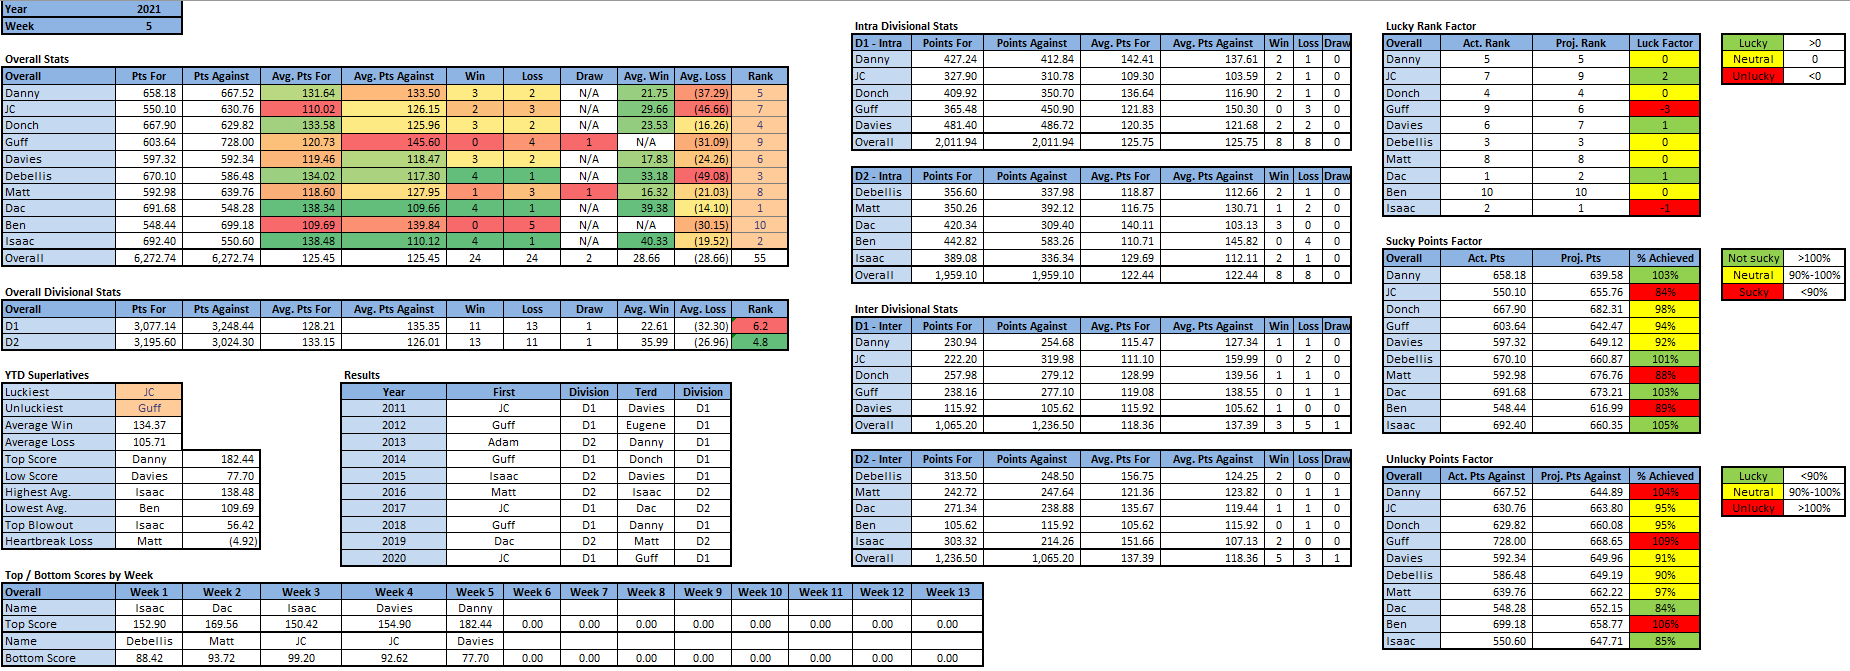 Year 2021
Week 5
Overall Stats
Overall Pts For Pts Against Avg. Pts For Avg. Pts Against Win Loss Draw Avg. Win Avg. Loss Rank
Danny 658.18 667.52 131.64 133.50 3 2 N/A 21.75 (37.29) 5
JC 550.10 630.76 110.02 126.15 2 3 N/A 29.66 (46.66) 7
Donch 667.90 629.82 133.58 125.96 3 2 N/A 23.53 (16.26) 4
Guff 603.64 728.00 120.73 145.60 0 4 1 N/A (31.09) 9
Davies 597.32 592.34 119.46 118.47 3 2 N/A 17.83 (24.26) 6
Debellis 670.10 586.48 134.02 117.30 4 1 N/A 33.18 (49.08) 3
Matt 592.98 639.76 118.60 127.95 1 3 1 16.32 (21.03) 8
Dac 691.68 548.28 138.34 109.66 4 1 N/A 39.38 (14.10) 1
Ben 548.44 699.18 109.69 139.84 0 5 N/A N/A (30.15) 10
Isaac 692.40 550.60 138.48 110.12 4 1 N/A 40.33 (19.52) 2
Overall 6,272.74 6,272.74 125.45 125.45 24 24 2 28.66 (28.66) 55
Overall Divisional Stats
Overall Pts For Pts Against Avg. Pts For Avg. Pts Against Win Loss Draw Avg. Win Avg. Loss Rank
D1 3,077.14 3,248.44 128.21 135.35 11 13 1 22.61 (32.30) 6.2
D2 3,195.60 3,024.30 133.15 126.01 13 11 1 35.99 (26.96) 4.8
YTD Superlatives
Luckiest JC
Unluckiest Guff
Average Win 134.37
Average Loss 105.71
Top Score Danny 182.44
Low Score Davies 77.70
Highest Avg. Isaac 138.48
Lowest Avg. Ben 109.69
Top Blowout Isaac 56.42
Heartbreak Loss Matt (4.92)
Results
Year First Division Terd Division
2011 JC D1 Davies D1
2012 Guff D1 Eugene D1
2013 Adam D2 Danny D1
2014 Guff D1 Donch D1
2015 Isaac D2 Davies D1
2016 Matt D2 Isaac D2
2017 JC D1 Dac D2
2018 Guff D1 Danny D1
2019 Dac D2 Matt D2
2020 JC D1 Guff D1
Top / Bottom Scores by Week
Overall Week 1 Week 2 Week 3 Week 4 Week 5 Week 6 Week 7 Week 8 Week 9 Week 10 Week 11 Week 12 Week 13
Name Isaac Dac Isaac Davies Danny
Top Score 152.90 169.56 150.42 154.90 182.44 0.00 0.00 0.00 0.00 0.00 0.00 0.00 0.00
Name Debellis Matt JC JC Davies
Bottom Score 88.42 93.72 99.20 92.62 77.70 0.00 0.00 0.00 0.00 0.00 0.00 0.00 0.00
Intra Divisional Stats
D1 - Intra Points For Points Against Avg. Pts For Avg. Pts Against Win Loss Draw
Danny 427.24 412.84 142.41 137.61 2 1 0
JC 327.90 310.78 109.30 103.59 2 1 0
Donch 409.92 350.70 136.64 116.90 2 1 0
Guff 365.48 450.90 121.83 150.30 0 3 0
Davies 481.40 486.72 120.35 121.68 2 2 0
Overall 2,011.94 2,011.94 125.75 125.75 8 8 0
D2 - Intra Points For Points Against Avg. Pts For Avg. Pts Against Win Loss Draw
Debellis 356.60 337.98 118.87 112.66 2 1 0
Matt 350.26 392.12 116.75 130.71 1 2 0
Dac 420.34 309.40 140.11 103.13 3 0 0
Ben 442.82 583.26 110.71 145.82 0 4 0
Isaac 389.08 336.34 129.69 112.11 2 1 0
Overall 1,959.10 1,959.10 122.44 122.44 8 8 0
Inter Divisional Stats
D1 - Inter Points For Points Against Avg. Pts For Avg. Pts Against Win Loss Draw
Danny 230.94 254.68 115.47 127.34 1 1 0
JC 222.20 319.98 111.10 159.99 0 2 0
Donch 257.98 279.12 128.99 139.56 1 1 0
Guff 238.16 277.10 119.08 138.55 0 1 1
Davies 115.92 105.62 115.92 105.62 1 0 0
Overall 1,065.20 1,236.50 118.36 137.39 3 5 1
D2 - Inter Points For Points Against Avg. Pts For Avg. Pts Against Win Loss Draw
Debellis 313.50 248.50 156.75 124.25 2 0 0
Matt 242.72 247.64 121.36 123.82 0 1 1
Dac 271.34 238.88 135.67 119.44 1 1 0
Ben 105.62 115.92 105.62 115.92 0 1 0
Isaac 303.32 214.26 151.66 107.13 2 0 0
Overall 1,236.50 1,065.20 137.39 118.36 5 3 1
Lucky Rank Factor
Overall Act. Rank Proj. Rank Luck Factor
Danny 5 5 0
JC 7 9 2
Donch 4 4 0
Guff 9 6 -3
Davies 6 7 1
Debellis 3 3 0
Matt 8 8 0
Dac 1 2 1
Ben 10 10 0
Isaac 2 1 -1
Lucky >0
Neutral 0
Unlucky <0
Sucky Points Factor
Overall Act. Pts Proj. Pts % Achieved
Danny 658.18 639.58 103%
JC 550.10 655.76 84%
Donch 667.90 682.31 98%
Guff 603.64 642.47 94%
Davies 597.32 649.12 92%
Debellis 670.10 660.87 101%
Matt 592.98 676.76 88%
Dac 691.68 673.21 103%
Ben 548.44 616.99 89%
Isaac 692.40 660.35 105%
Not sucky >100%
Neutral 90%-100%
Sucky <90%
Unlucky Points Factor
Overall Act. Pts Against Proj. Pts Against % Achieved
Danny 667.52 644.89 104%
JC 630.76 663.80 95%
Donch 629.82 660.08 95%
Guff 728.00 668.65 109%
Davies 592.34 649.96 91%
Debellis 586.48 649.19 90%
Matt 639.76 662.22 97%
Dac 548.28 652.15 84%
Ben 699.18 658.77 106%
Isaac 550.60 647.71 85%
Lucky <90%
Neutral 90%-100%
Unlucky >100%